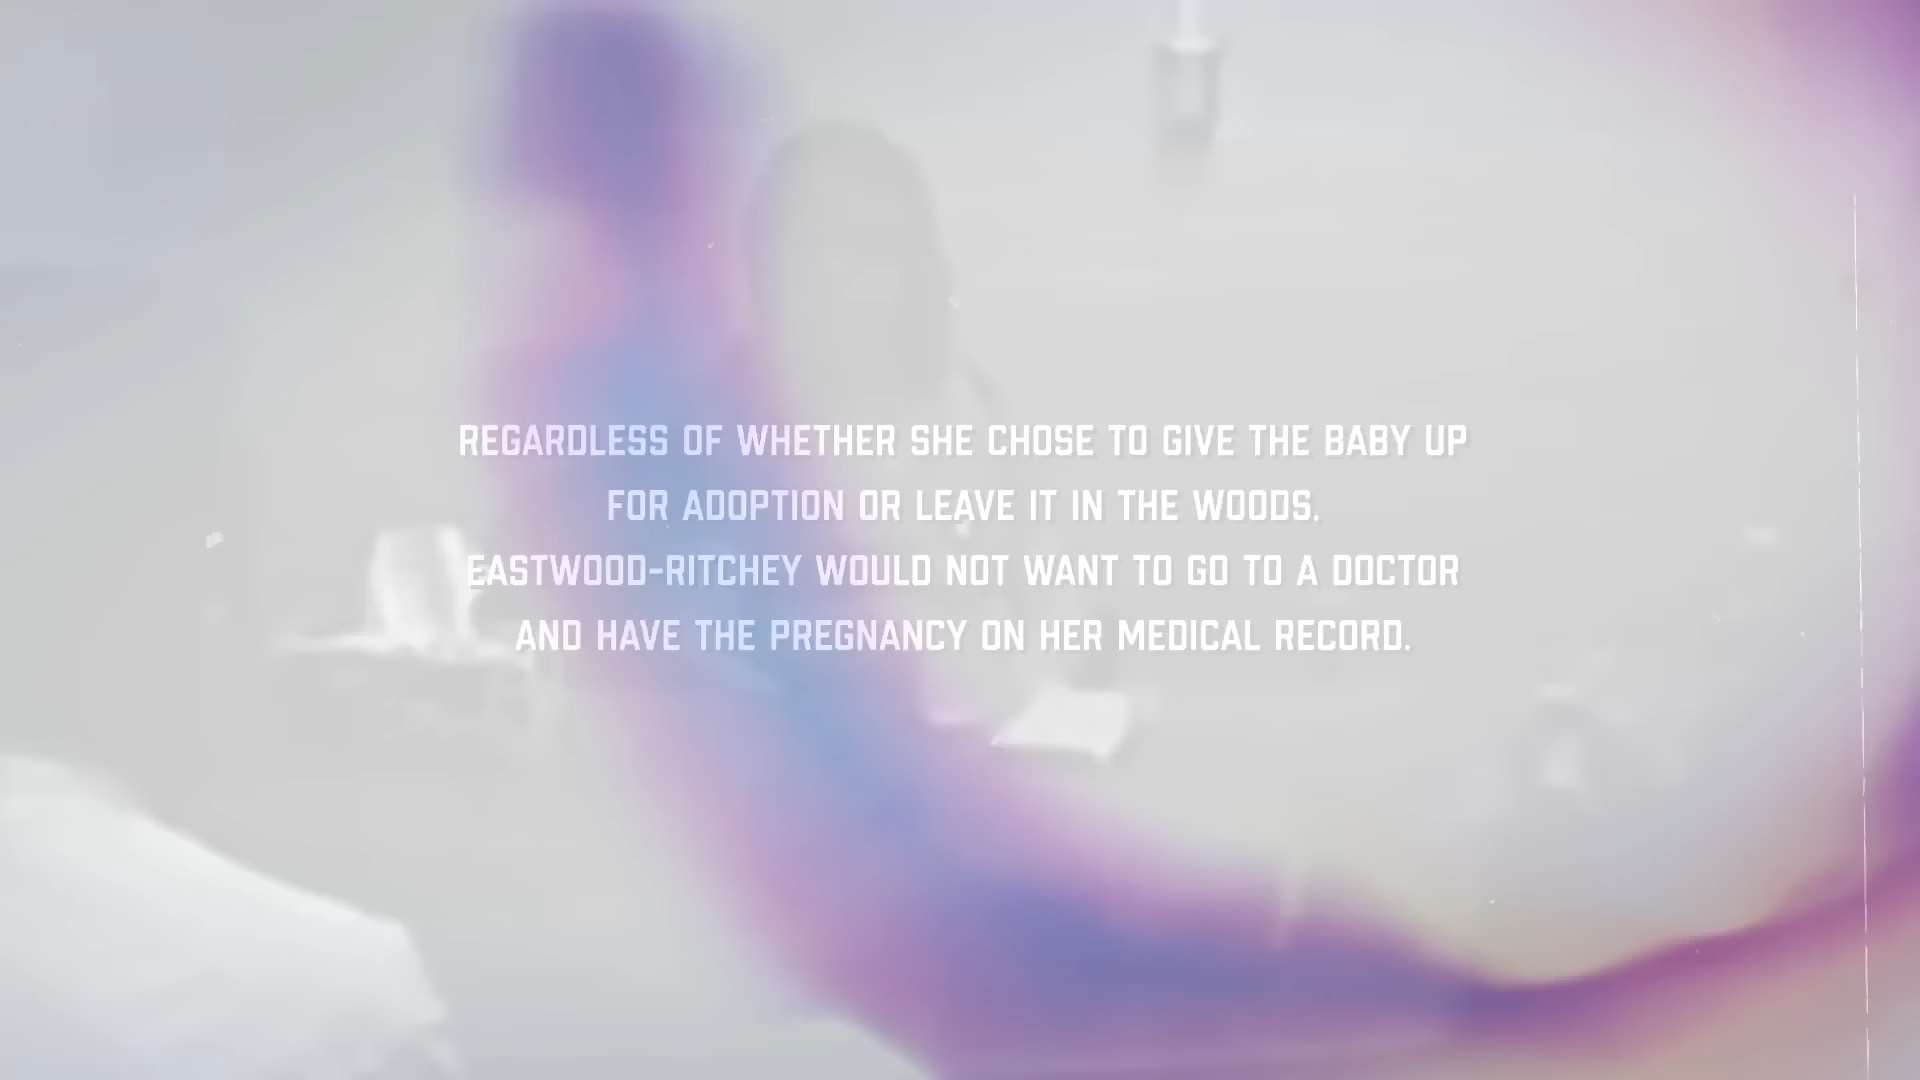 REGARDLESS OF WHETHER SHE CHOSE TO GIVE THE BABY UP
FOR ADOPTION OR LEAVE IT IN THE WOODS.
EASTWOOD-RITCHEY WOULD NOT WANT TO GO TO A DOCTOR
AND HAVE THE PREGNANCY ON HER MEDICAL RECORD.